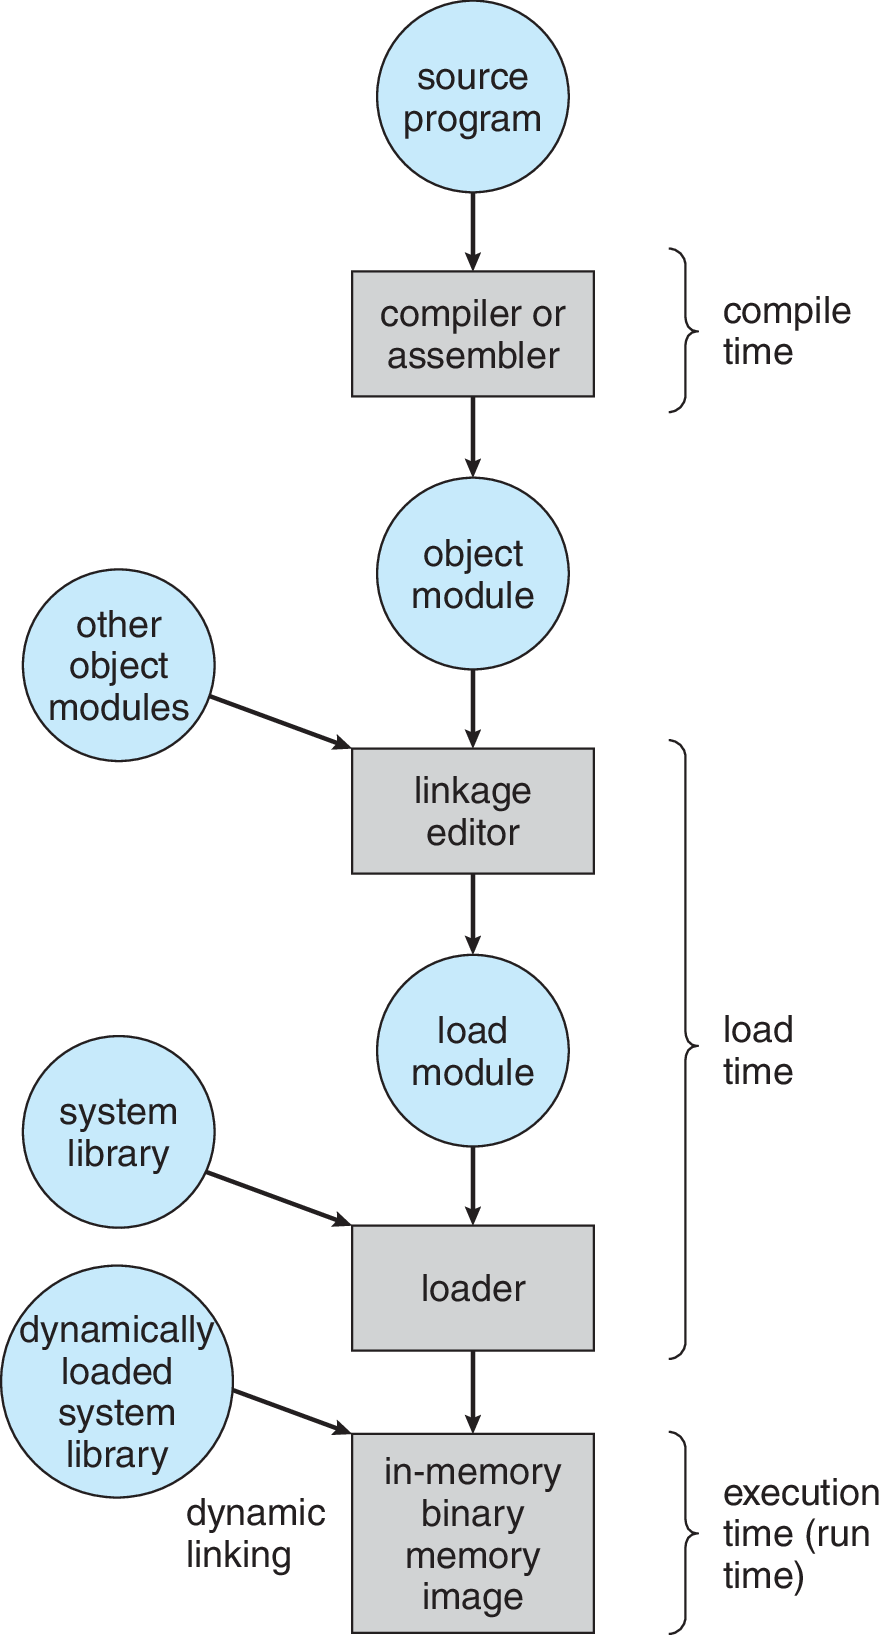 source
program
compiler or
assembler
compile
time
object
module
other
object
modules
linkage
editor
load
module
load
time
system
library
loader
dynamically
loaded
system
library
dynamic
linking
in-memory
binary
memory
image
execution
time (run
time)